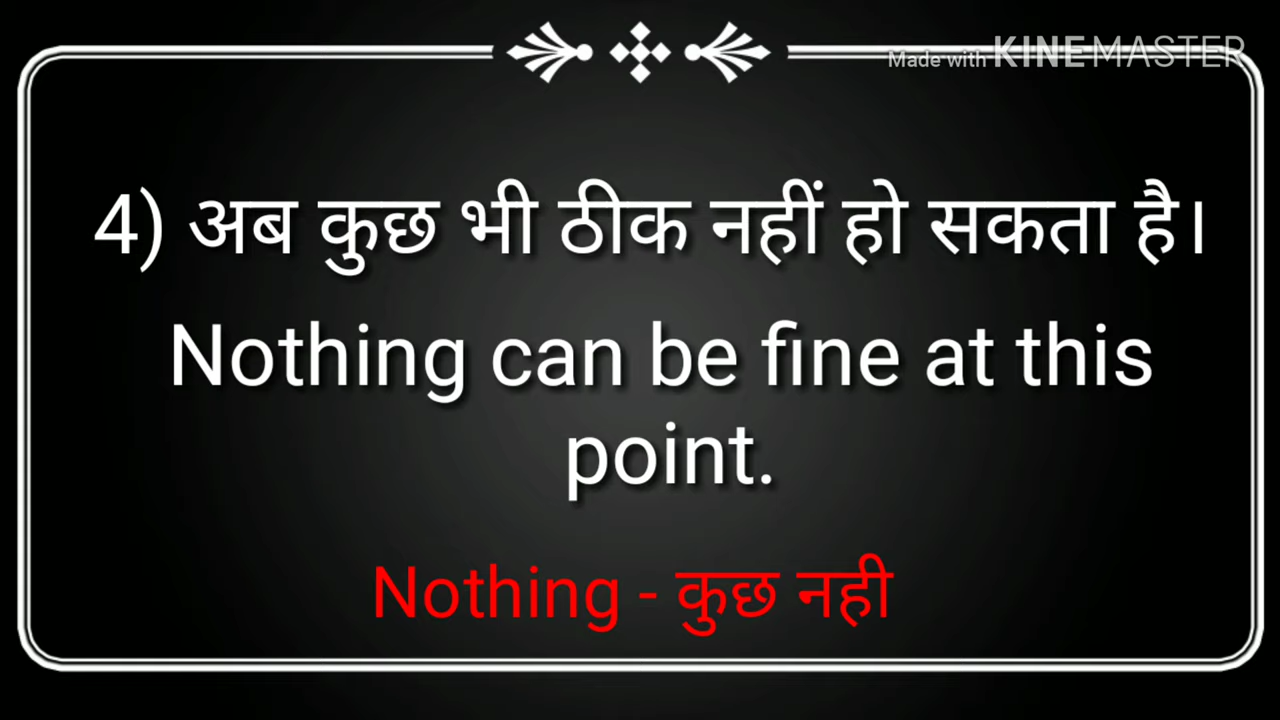 Made with KINEMASTER
4) अब कुछ भी ठीक नहीं हो सकता है।
Nothing can be fine at this
point.
Nothing - कुछ नही